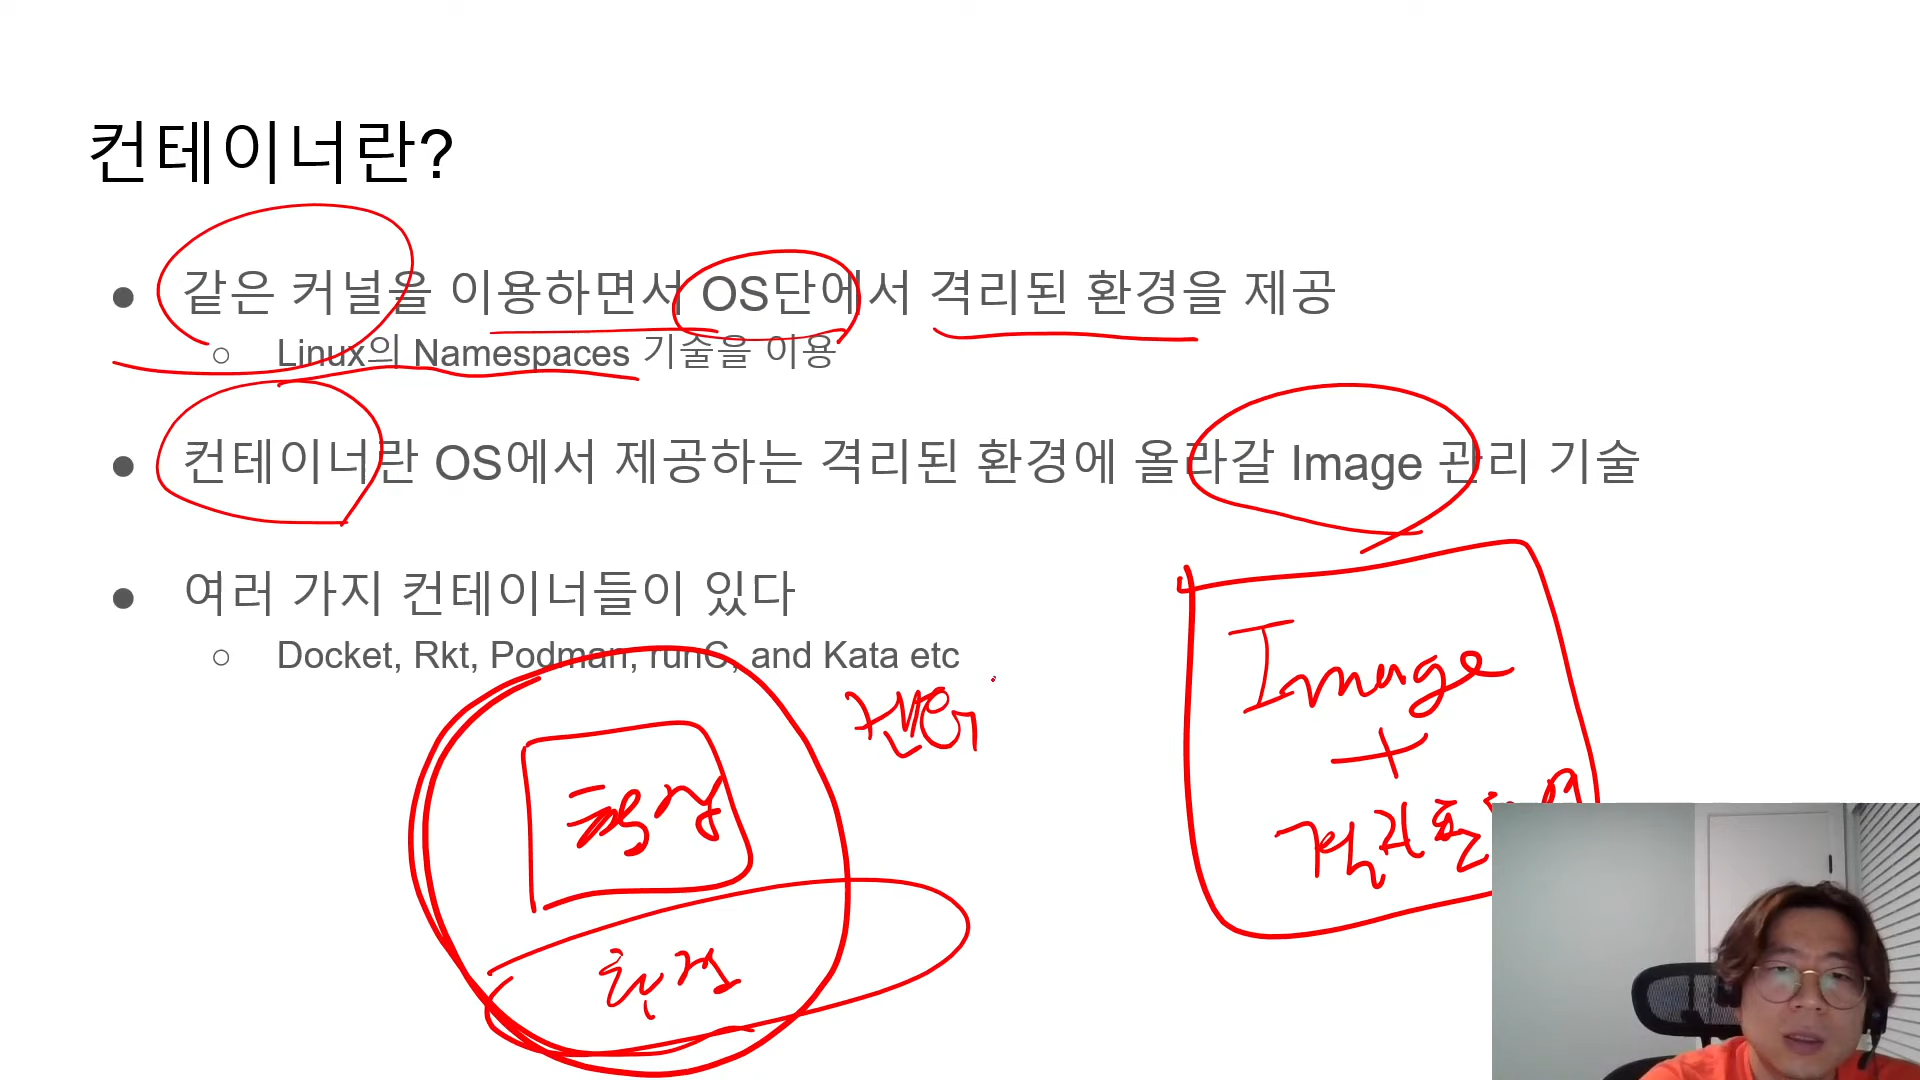 컨테이너란?
● 같은 커널을 이용하면서 OS단에서 격리된 환경을 제공
○ Linux의 Namespaces 기술을 이용
● 컨테이너란 OS에서 제공하는 격리된 환경에 올라갈 Image 관리 기술
● 여러 가지 컨테이너들이 있다
○ Docket, Rkt, Podman, runC, and Kata etc
Image
+
환경